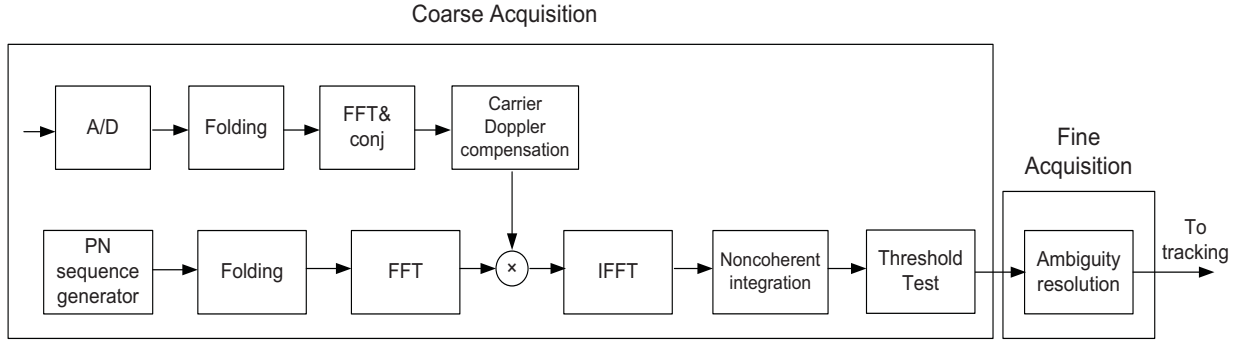 Coarse Acquisition
A/D
Folding
FFT&
conj
Carrier
Doppler
compensation
Fine
Acquisition
PN
sequence
generator
Folding
FFT
×
IFFT
Noncoherent
integration
Threshold
Test
Ambiguity
resolution
To
tracking